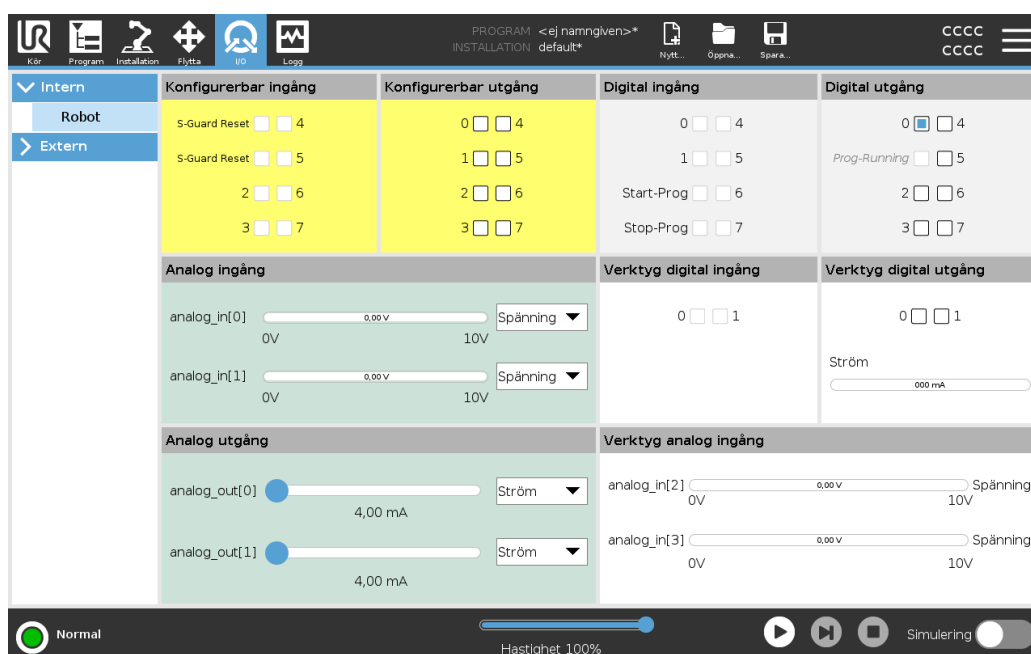 PROGRAM <ej namngiven>*
INSTALLATION default*
UR
Kör Program Installation Flytta I/O Logg
Nytt... Öppna... Spara...
cccc
cccc
Intern
Robot
Extern
Konfigurerbar ingång
S-Guard Reset 4
S-Guard Reset 5
2 6
3 7
Konfigurerbar utgång
0 4
1 5
2 6
3 7
Digital ingång
0 4
1 5
Start-Prog 6
Stop-Prog 7
Digital utgång
0 4
Prog-Running 5
2 6
3 7
Analog ingång
analog_in[0] 0,00 V Spänning
0V 10V
analog_in[1] 0,00 V Spänning
0V 10V
Verktyg digital ingång
0 1
Verktyg digital utgång
0 1
Ström
000 mA
Analog utgång
analog_out[0] Ström
4,00 mA
analog_out[1] Ström
4,00 mA
Verktyg analog ingång
analog_in[2] 0,00 V Spänning
0V 10V
analog_in[3] 0,00 V Spänning
0V 10V
Normal
Hastighet 100%
Simulering